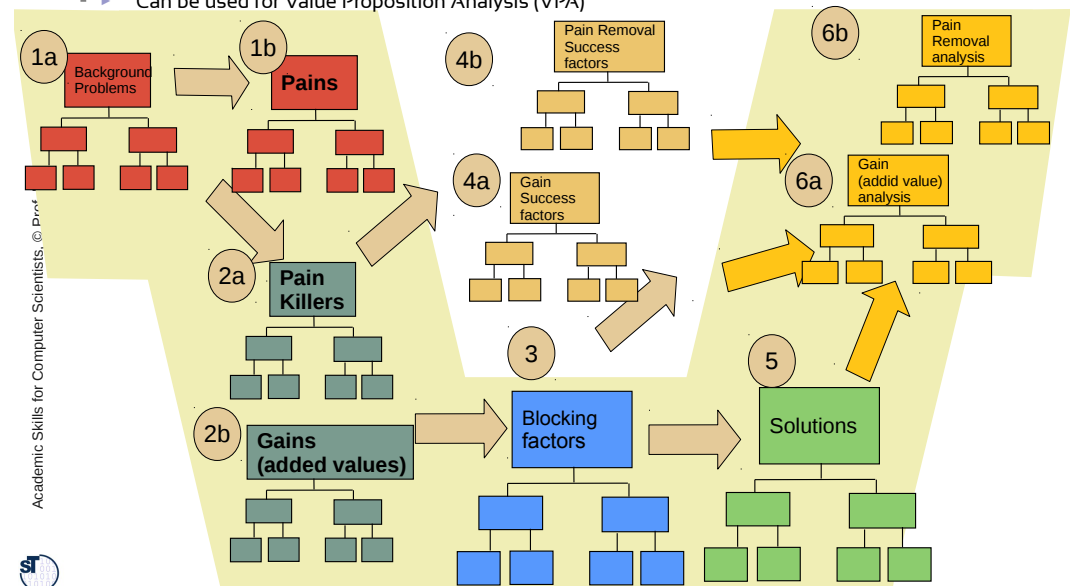 Can be used for Value Proposition Analysis (VPA)
1a
Background
Problems
1b
Pains
4b
Pain Removal
Success
factors
6b
Pain
Removal
analysis
4a
Gain
Success
factors
6a
Gain
(addid value)
analysis
2a
Pain
Killers
3
Blocking
factors
5
Solutions
2b
Gains
(added values)
Academic Skills for Computer Scientists, © Prof
ST